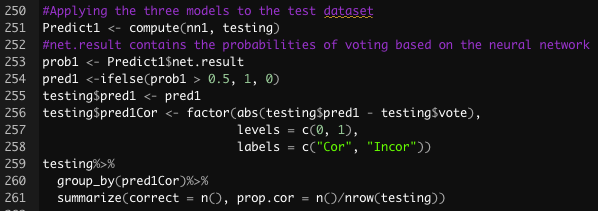 250 #Applying the three models to the test dataset
251 Predict1 <- compute(nn1, testing)
252 #net.result contains the probabilities of voting based on the neural network
253 prob1 <- Predict1$net.result
254 pred1 <-ifelse(prob1 > 0.5, 1, 0)
255 testing$pred1 <- pred1
256 testing$pred1Cor <- factor(abs(testing$pred1 - testing$vote),
257                            levels = c(0, 1),
258                            labels = c("Cor", "Incor"))
259 testing%>%
260   group_by(pred1Cor)%>%
261   summarize(correct = n(), prop.cor = n()/nrow(testing))